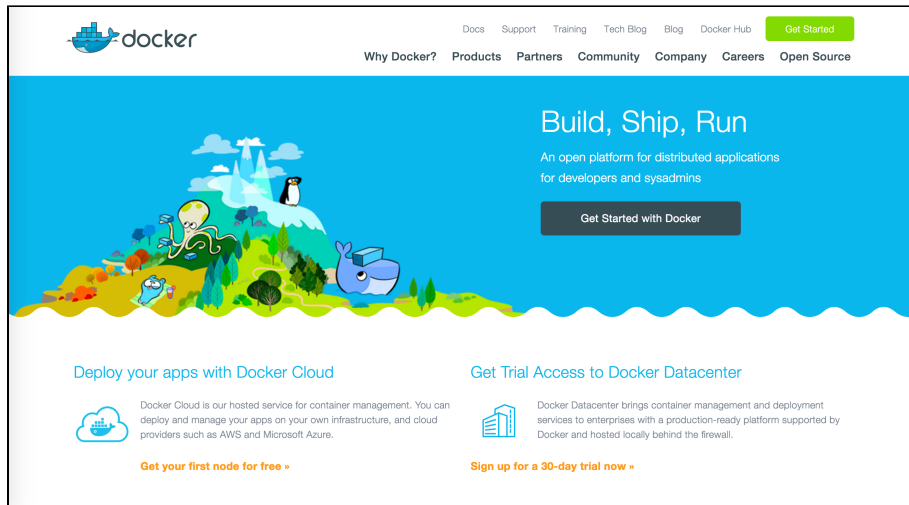 docker
Docs Support Training Tech Blog Blog Docker Hub Get Started
Why Docker? Products Partners Community Company Careers Open Source
Build, Ship, Run
An open platform for distributed applications
for developers and sysadmins
Get Started with Docker
Deploy your apps with Docker Cloud
Docker Cloud is our hosted service for container management. You can
deploy and manage your apps on your own infrastructure, and cloud
providers such as AWS and Microsoft Azure.
Get your first node for free »
Get Trial Access to Docker Datacenter
Docker Datacenter brings container management and deployment
services to enterprises with a production-ready platform supported by
Docker and hosted locally behind the firewall.
Sign up for a 30-day trial now »